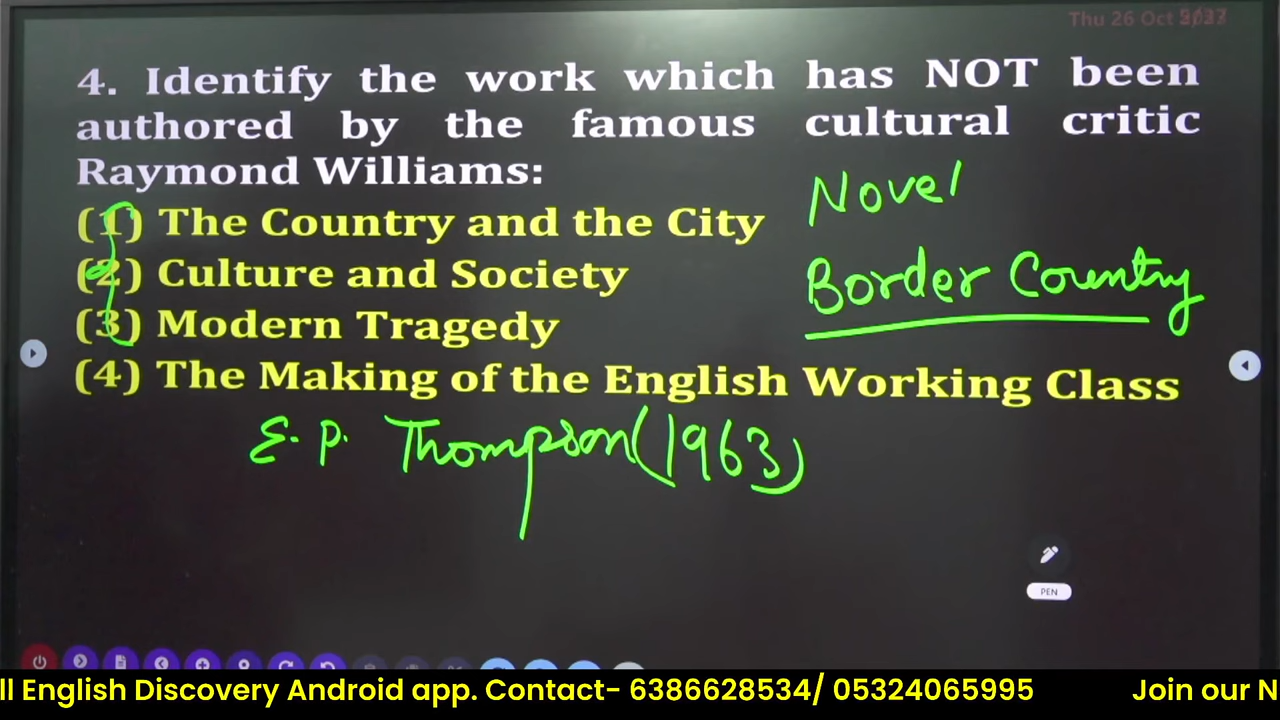 Thu 26 Oct
4. Identify the work which has NOT been
authored by the famous cultural critic
Raymond Williams:
(1) The Country and the City
(2) Culture and Society
(3) Modern Tragedy
(4) The Making of the English Working Class
Novel
Border Country
E. P. Thompson (1963)
PEN
ll English Discovery Android app. Contact- 6386628534/ 05324065995 Join our N